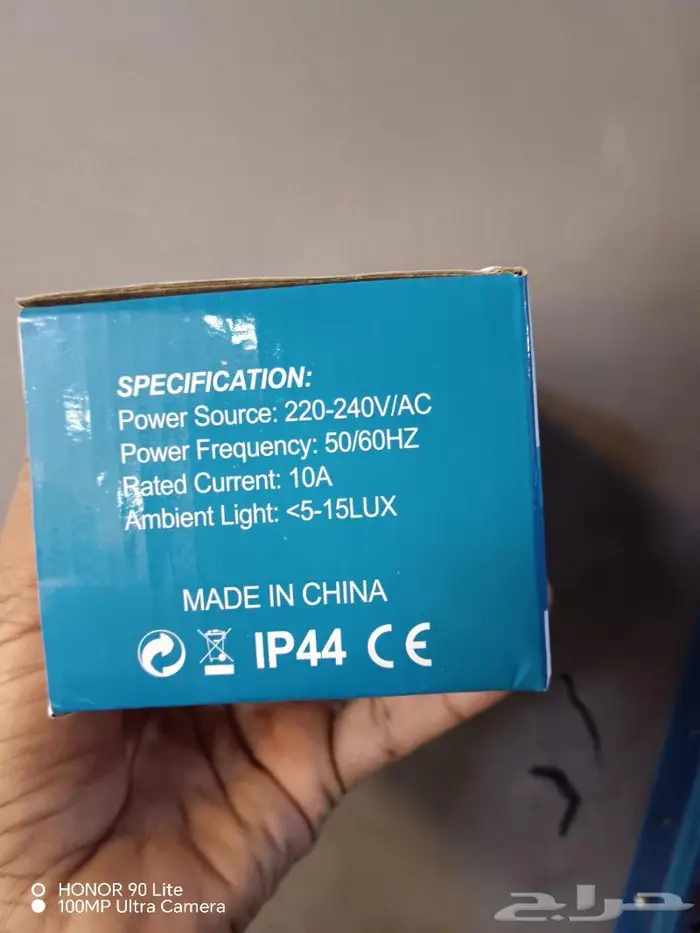 SPECIFICATION:
Power Source: 220-240V/AC
Power Frequency: 50/60HZ
Rated Current: 10A
Ambient Light: <5-15LUX
MADE IN CHINA
IP44 CE
HONOR 90 Lite
100MP Ultra Camera
حراج